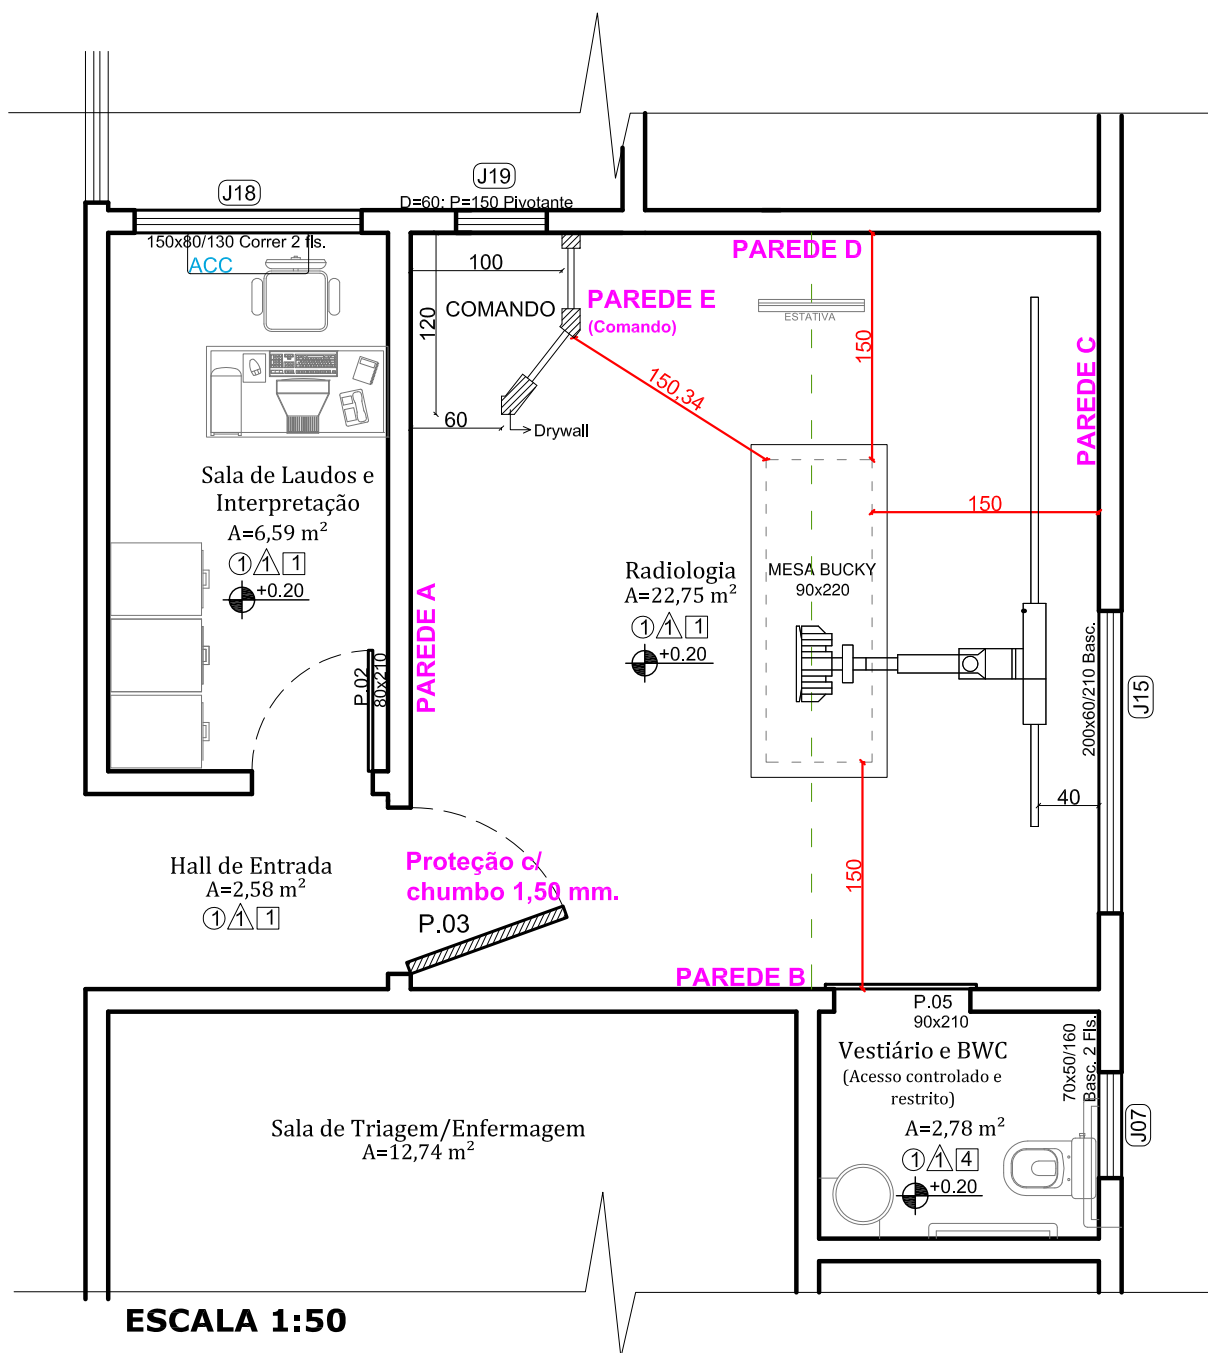 J18
J19
D=60: P=150 Pivotante
150x80/130 Correr 2 fls.
ACC
100
PAREDE D
COMANDO
PAREDE E
(Comando)
ESTATIVA
120
150
150,34
PAREDE C
60
Drywall
Sala de Laudos e
Interpretação
A=6,59 m²
1 1 1
+0.20
150
Radiologia
A=22,75 m²
1 1 1
+0.20
MESA BUCKY
90x220
PAREDE A
P.02
80x210
200x60/210 Basc.
J15
40
Hall de Entrada
A=2,58 m²
1 1 1
Proteção c/
chumbo 1,50 mm.
P.03
150
PAREDE B
P.05
90x210
Vestiário e BWC
(Acesso controlado e
restrito)
A=2,78 m²
1 1 4
+0.20
70x50/160
Basc. 2 Fls.
J07
Sala de Triagem/Enfermagem
A=12,74 m²
ESCALA 1:50